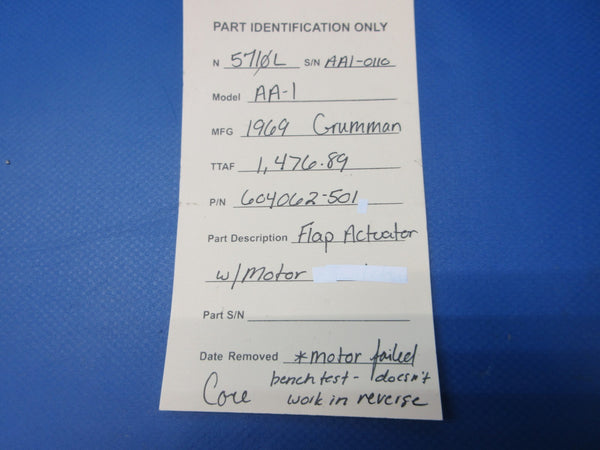 PART IDENTIFICATION ONLY
N 5710L S/N AA1-0110
Model AA-1
MFG 1969 Grumman
TTAF 1,476.89
P/N 604062-501
Part Description Flap Actuator
w/Motor
Part S/N
Date Removed *motor failed
bench test - doesn't
Core work in reverse